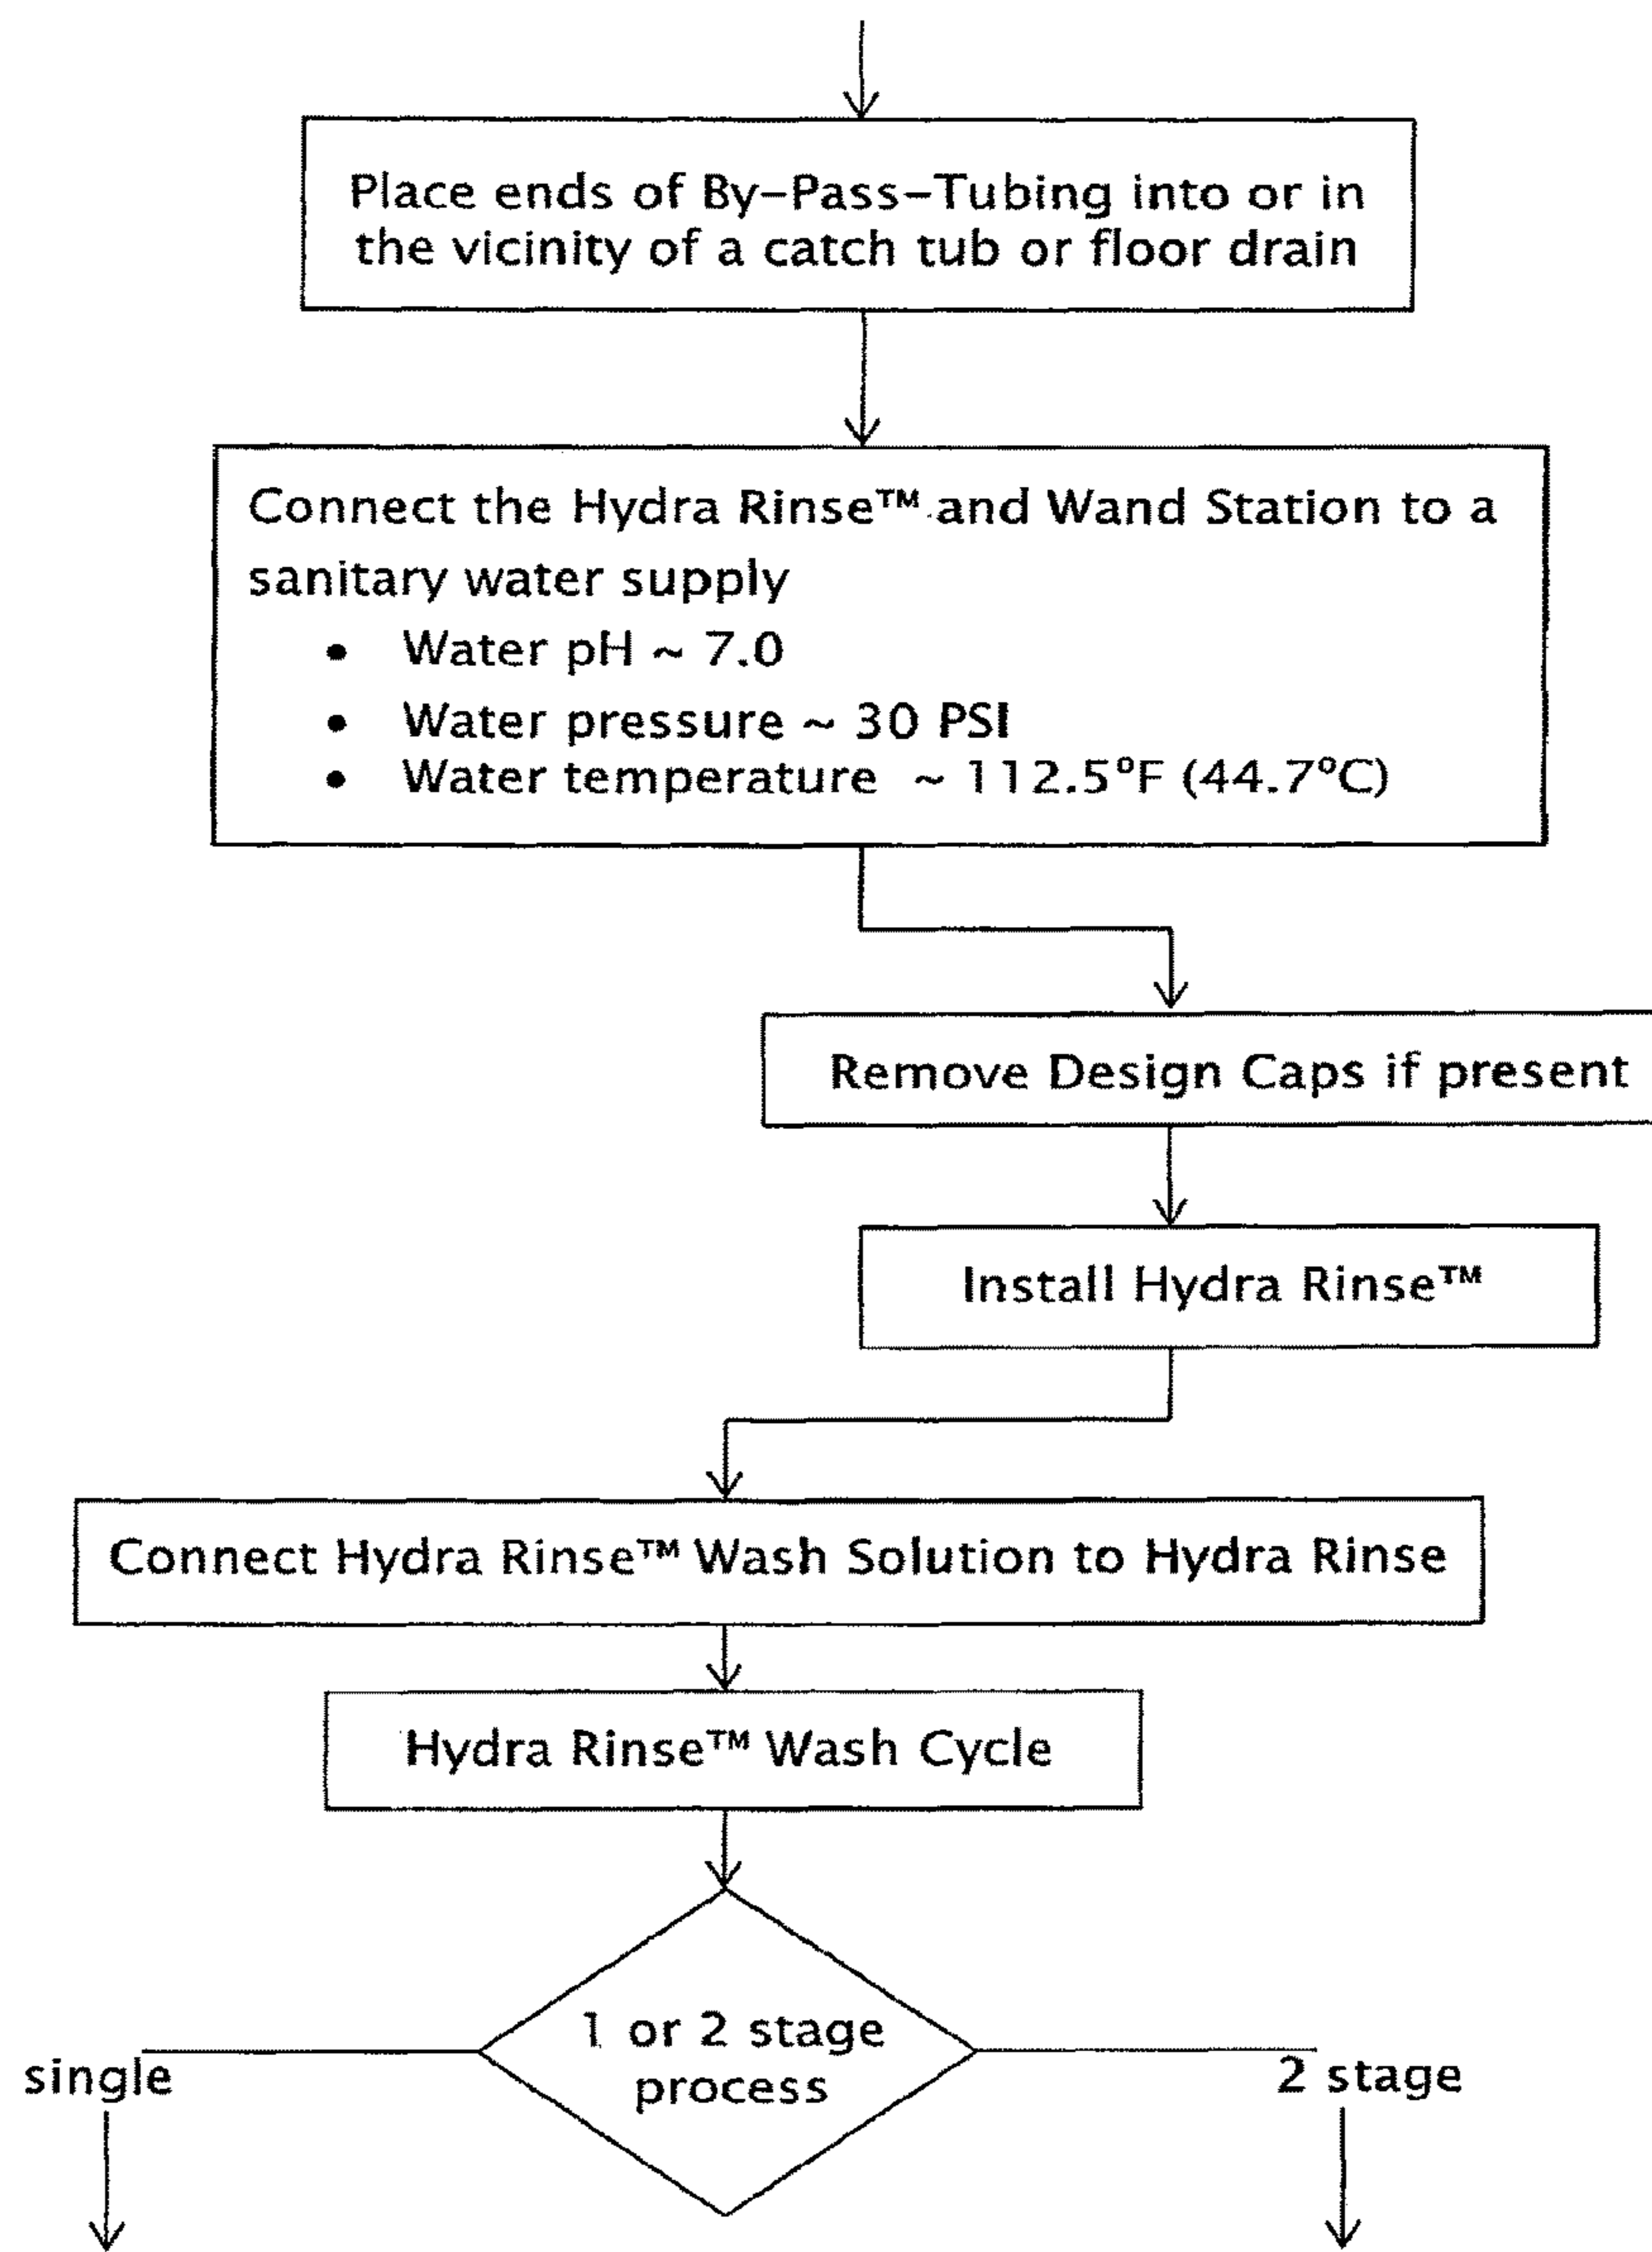 Place ends of By-Pass-Tubing into or in
the vicinity of a catch tub or floor drain
Connect the Hydra Rinse™ and Wand Station to a
sanitary water supply
• Water pH ~ 7.0
• Water pressure ~ 30 PSI
• Water temperature ~ 112.5°F (44.7°C)
Remove Design Caps if present
Install Hydra Rinse™
Connect Hydra Rinse™ Wash Solution to Hydra Rinse
Hydra Rinse™ Wash Cycle
1 or 2 stage
process
single
2 stage